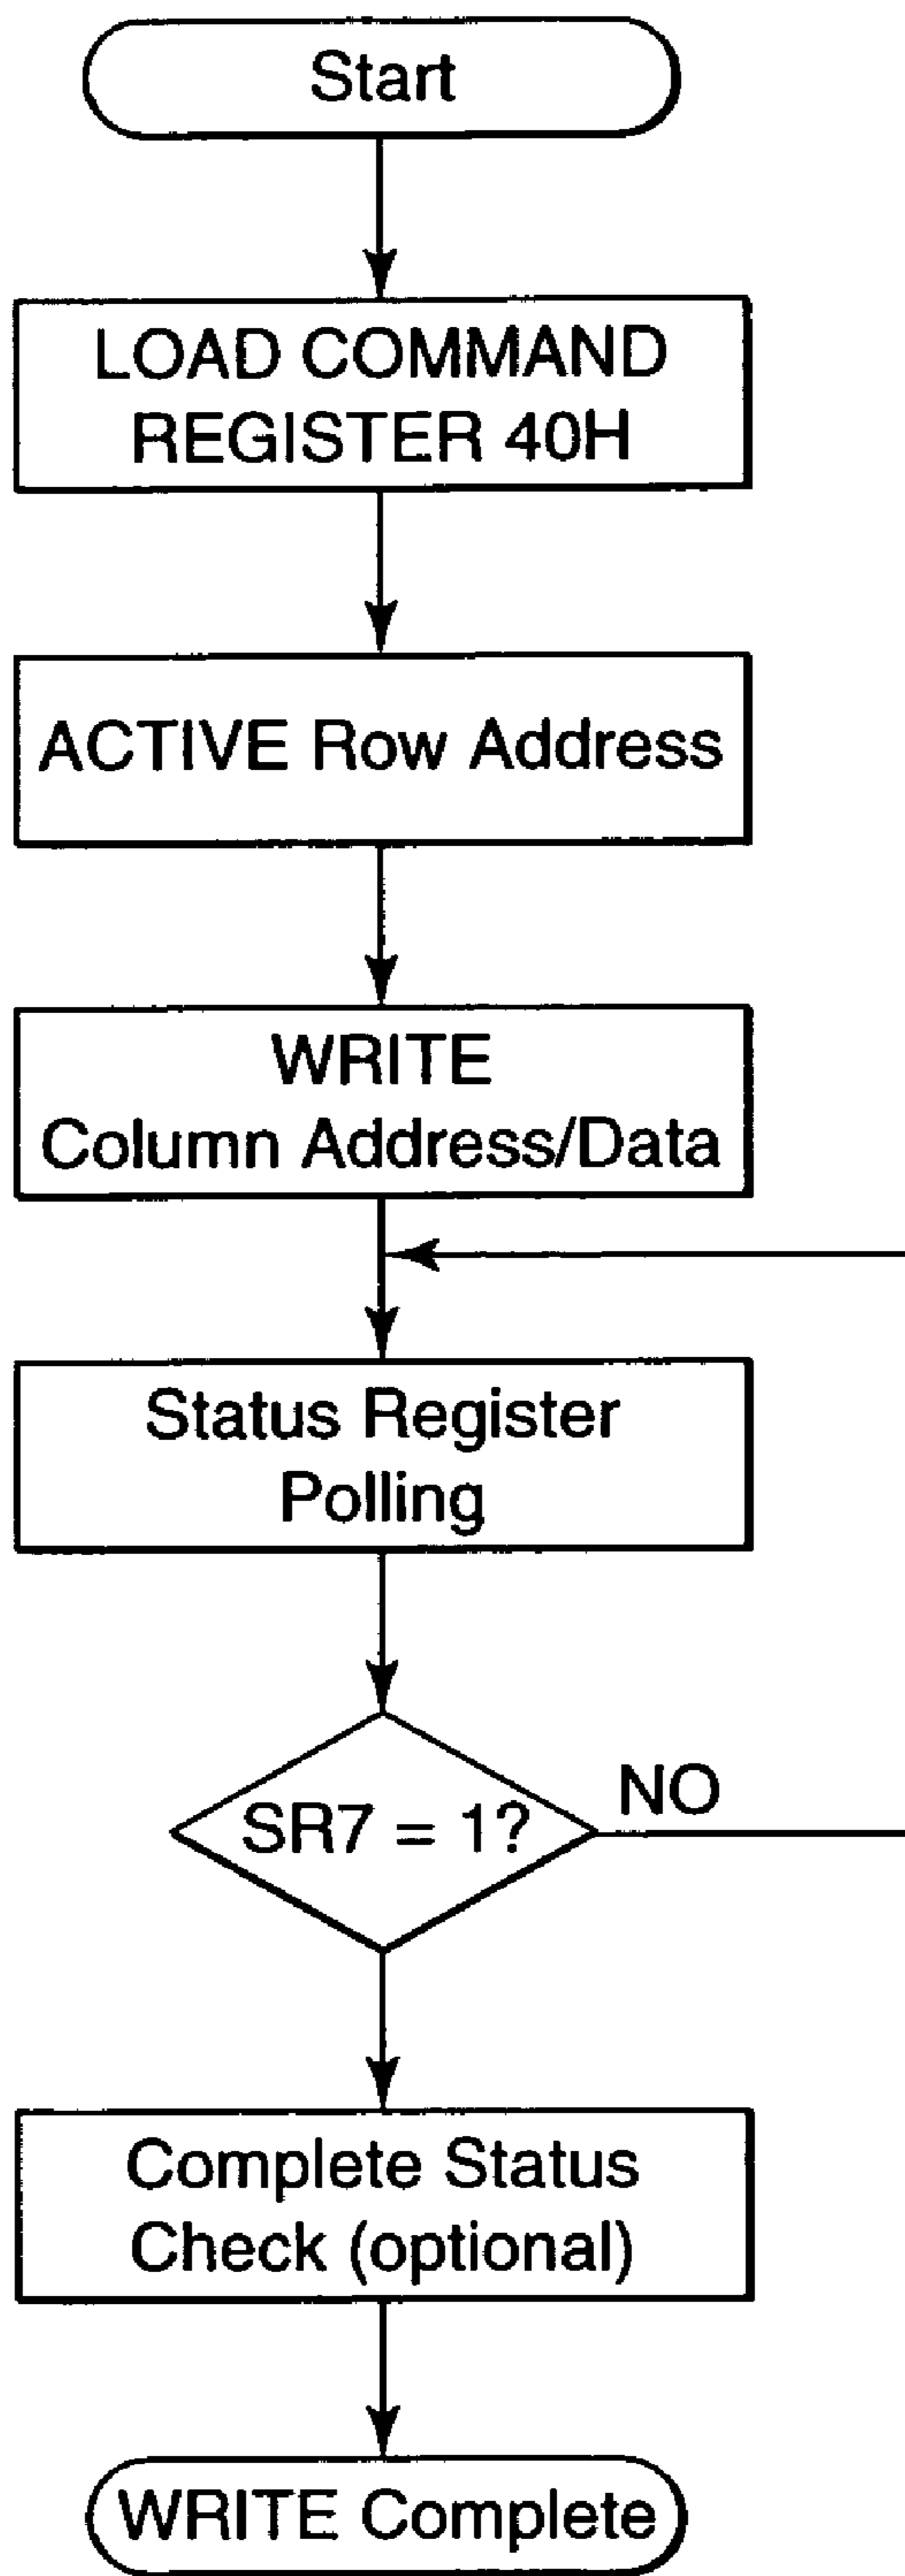 Start
LOAD COMMAND
REGISTER 40H
ACTIVE Row Address
WRITE
Column Address/Data
Status Register
Polling
SR7 = 1?
NO
Complete Status
Check (optional)
WRITE Complete